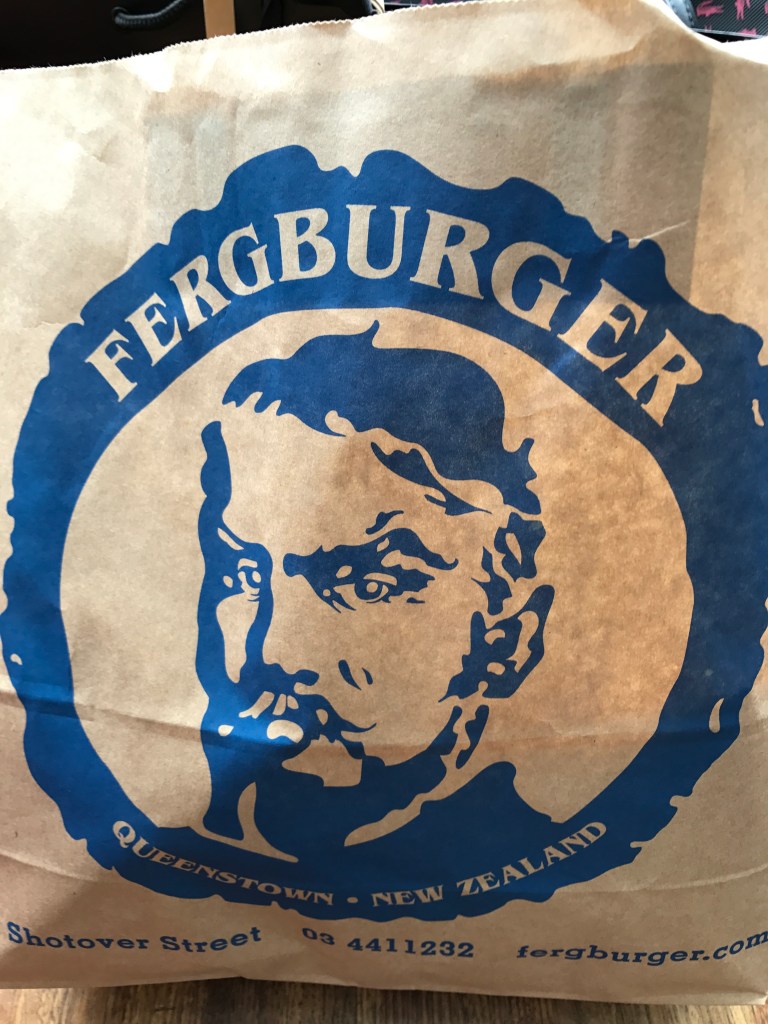 FERGBURGER
QUEENSTOWN • NEW ZEALAND
Shotover Street 03 4411232 fergburger.com